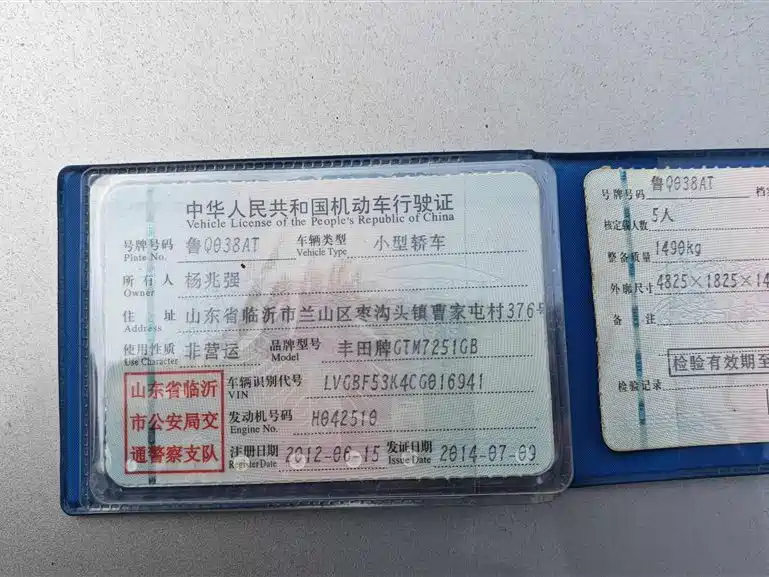 中华人民共和国机动车行驶证
Vehicle License of the People's Republic of China
号牌号码 鲁Q038AT 车辆类型 小型轿车
Plate No. Vehicle Type
所有人 杨兆强
Owner
住址 山东省临沂市兰山区枣沟头镇曹家屯村376号
Address
使用性质 非营运 品牌型号 丰田牌GTM7251GB
Use Character Model
山东省临沂
市公安局交
通警察支队
车辆识别代号 LVGBF53K4CG016941
VIN
发动机号码 H042510
Engine No.
注册日期 2012-06-15 发证日期 2014-07-09
Register Date Issue Date
号牌号码 鲁Q038AT 档
核定载人数 5人
整备质量 1490kg
外廓尺寸 4825×1825×14
备注
检验有效期至
检验记录